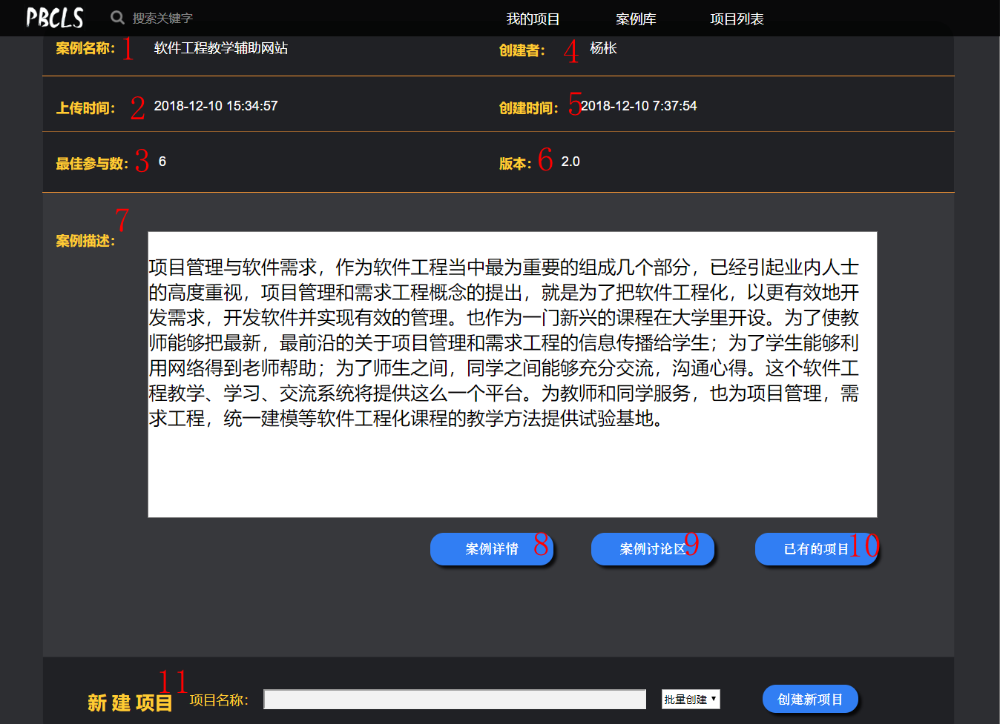 PBCLS 搜索关键字 我的项目 案例库 项目列表
案例名称： 1 软件工程教学辅助网站 创建者： 4 杨枨
上传时间： 2 2018-12-10 15:34:57 创建时间： 5 2018-12-10 7:37:54
最佳参与数： 3 6 版本： 6 2.0
7
案例描述：
项目管理与软件需求，作为软件工程当中最为重要的组成几个部分，已经引起业内人士
的高度重视，项目管理和需求工程概念的提出，就是为了把软件工程化，以更有效地开
发需求，开发软件并实现有效的管理。也作为一门新兴的课程在大学里开设。为了使教
师能够把最新，最前沿的关于项目管理和需求工程的信息传播给学生；为了学生能够利
用网络得到老师帮助；为了师生之间，同学之间能够充分交流，沟通心得。这个软件工
程教学、学习、交流系统将提供这么一个平台。为教师和同学服务，也为项目管理，需
求工程，统一建模等软件工程化课程的教学方法提供试验基地。
案例详情 8 案例讨论区 9 已有的项目 10
11
新 建 项目 项目名称： 批量创建 创建新项目